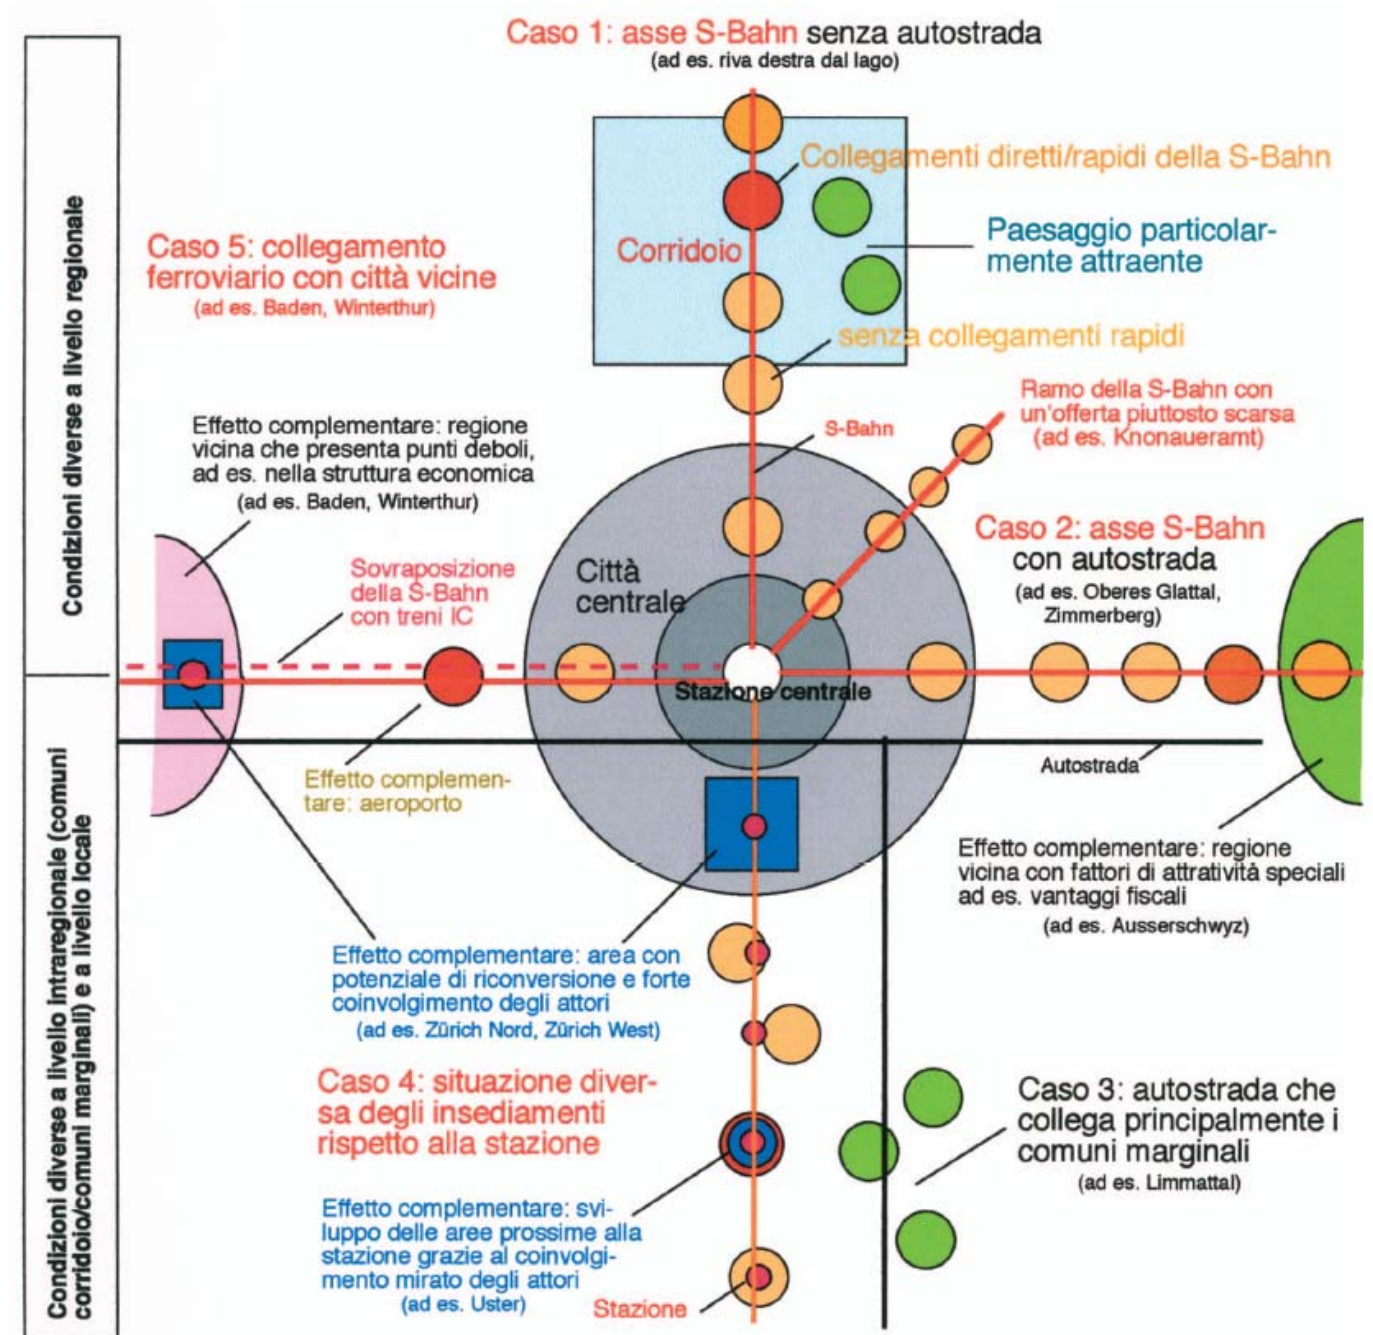 Caso 1: asse S-Bahn senza autostrada
(ad es. riva destra dal lago)
Collegamenti diretti/rapidi della S-Bahn
Corridoio
Paesaggio particolar-
mente attraente
senza collegamenti rapidi
Caso 5: collegamento
ferroviario con città vicine
(ad es. Baden, Winterthur)
Condizioni diverse a livello regionale
Ramo della S-Bahn con
un'offerta piuttosto scarsa
(ad es. Knonaueramt)
S-Bahn
Effetto complementare: regione
vicina che presenta punti deboli,
ad es. nella struttura economica
(ad es. Baden, Winterthur)
Caso 2: asse S-Bahn
con autostrada
(ad es. Oberes Glattal,
Zimmerberg)
Sovraposizione
della S-Bahn
con treni IC
Città
centrale
Stazione centrale
Effetto complemen-
tare: aeroporto
Autostrada
Effetto complementare: regione
vicina con fattori di attratività speciali
ad es. vantaggi fiscali
(ad es. Ausserschwyz)
Condizioni diverse a livello intraregionale (comuni
corridoio/comuni marginali) e a livello locale
Effetto complementare: area con
potenziale di riconversione e forte
coinvolgimento degli attori
(ad es. Zürich Nord, Zürich West)
Caso 4: situazione diver-
sa degli insediamenti
rispetto alla stazione
Caso 3: autostrada che
collega principalmente i
comuni marginali
(ad es. Limmattal)
Effetto complementare: svi-
luppo delle aree prossime alla
stazione grazie al coinvolgi-
mento mirato degli attori
(ad es. Uster)
Stazione